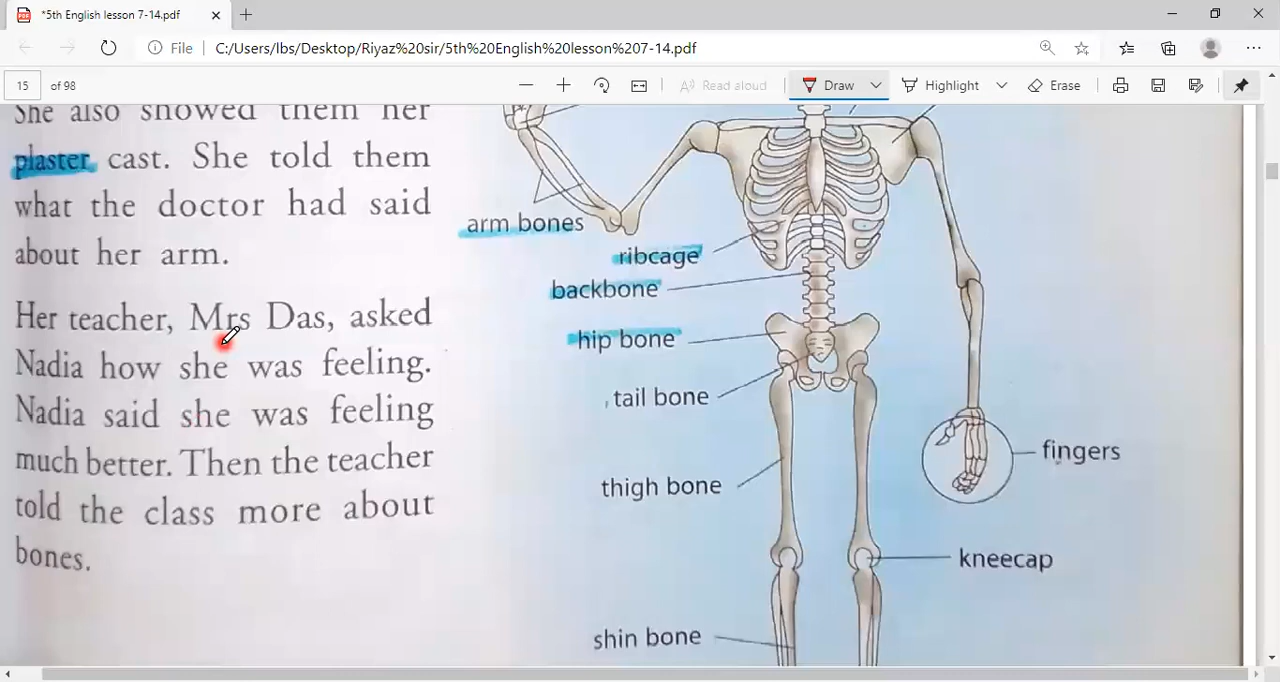 *5th English lesson 7-14.pdf
File
C:/Users/lbs/Desktop/Riyaz%20sir/5th%20English%20lesson%207-14.pdf
15 of 98
Read aloud
Draw
Highlight
Erase
She also showed them her
plaster cast. She told them
what the doctor had said
about her arm.
Her teacher, Mrs Das, asked
Nadia how she was feeling.
Nadia said she was feeling
much better. Then the teacher
told the class more about
bones.
arm bones
ribcage
backbone
hip bone
tail bone
thigh bone
fingers
kneecap
shin bone